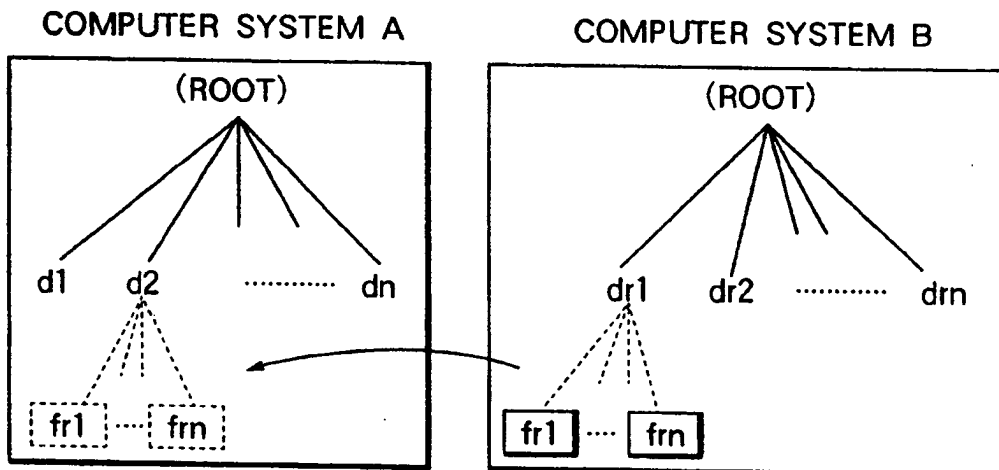 COMPUTER SYSTEM A
COMPUTER SYSTEM B
(ROOT)
(ROOT)
d1 d2 ............ dn
dr1 dr2 ............ drn
fr1 ..... frn
fr1 ..... frn